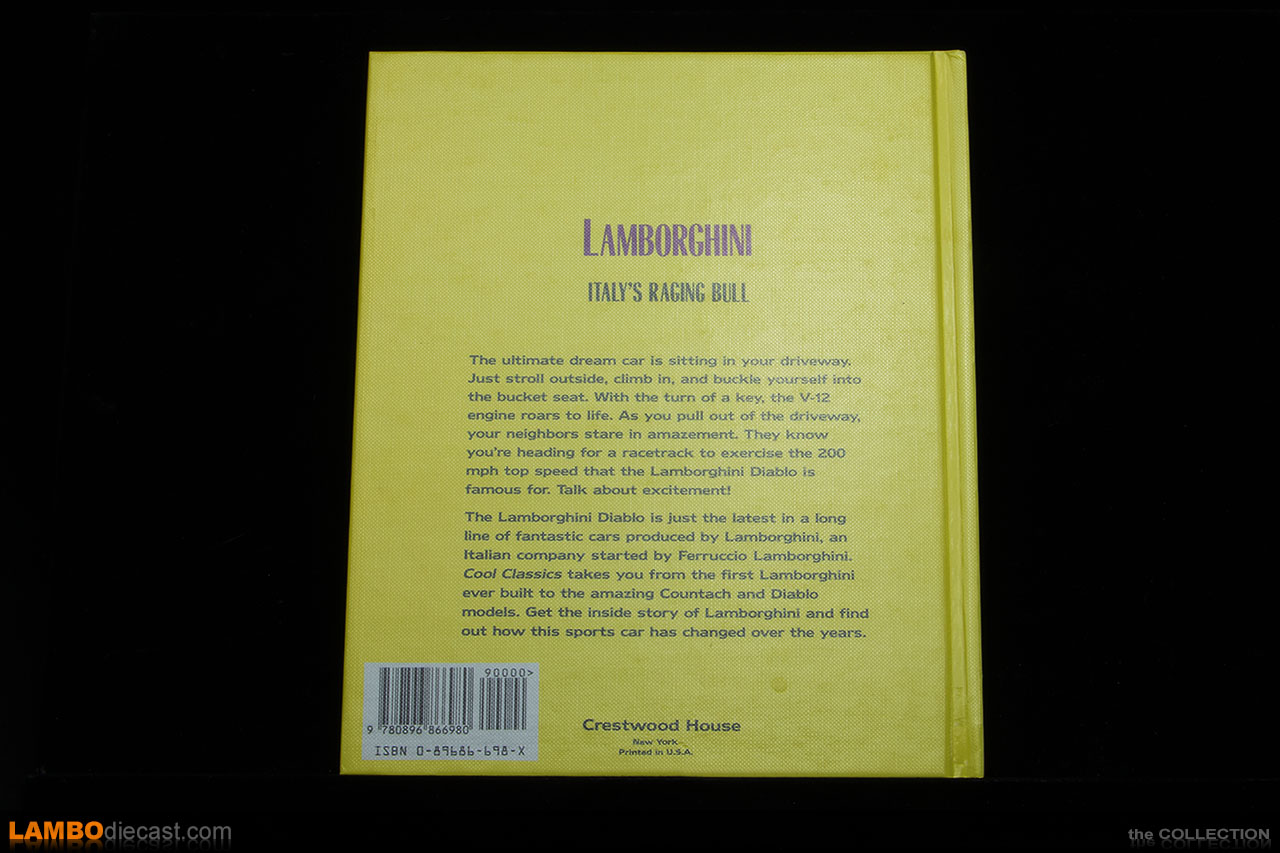 LAMBORGHINI
ITALY'S RAGING BULL
The ultimate dream car is sitting in your driveway.
Just stroll outside, climb in, and buckle yourself into
the bucket seat. With the turn of a key, the V-12
engine roars to life. As you pull out of the driveway,
your neighbors stare in amazement. They know
you're heading for a racetrack to exercise the 200
mph top speed that the Lamborghini Diablo is
famous for. Talk about excitement!
The Lamborghini Diablo is just the latest in a long
line of fantastic cars produced by Lamborghini, an
Italian company started by Ferruccio Lamborghini.
Cool Classics takes you from the first Lamborghini
ever built to the amazing Countach and Diablo
models. Get the inside story of Lamborghini and find
out how this sports car has changed over the years.
90000>
9 780896 866980
ISBN 0-89686-698-X
Crestwood House
New York
Printed in U.S.A.
LAMBOdiecast.com
the COLLECTION